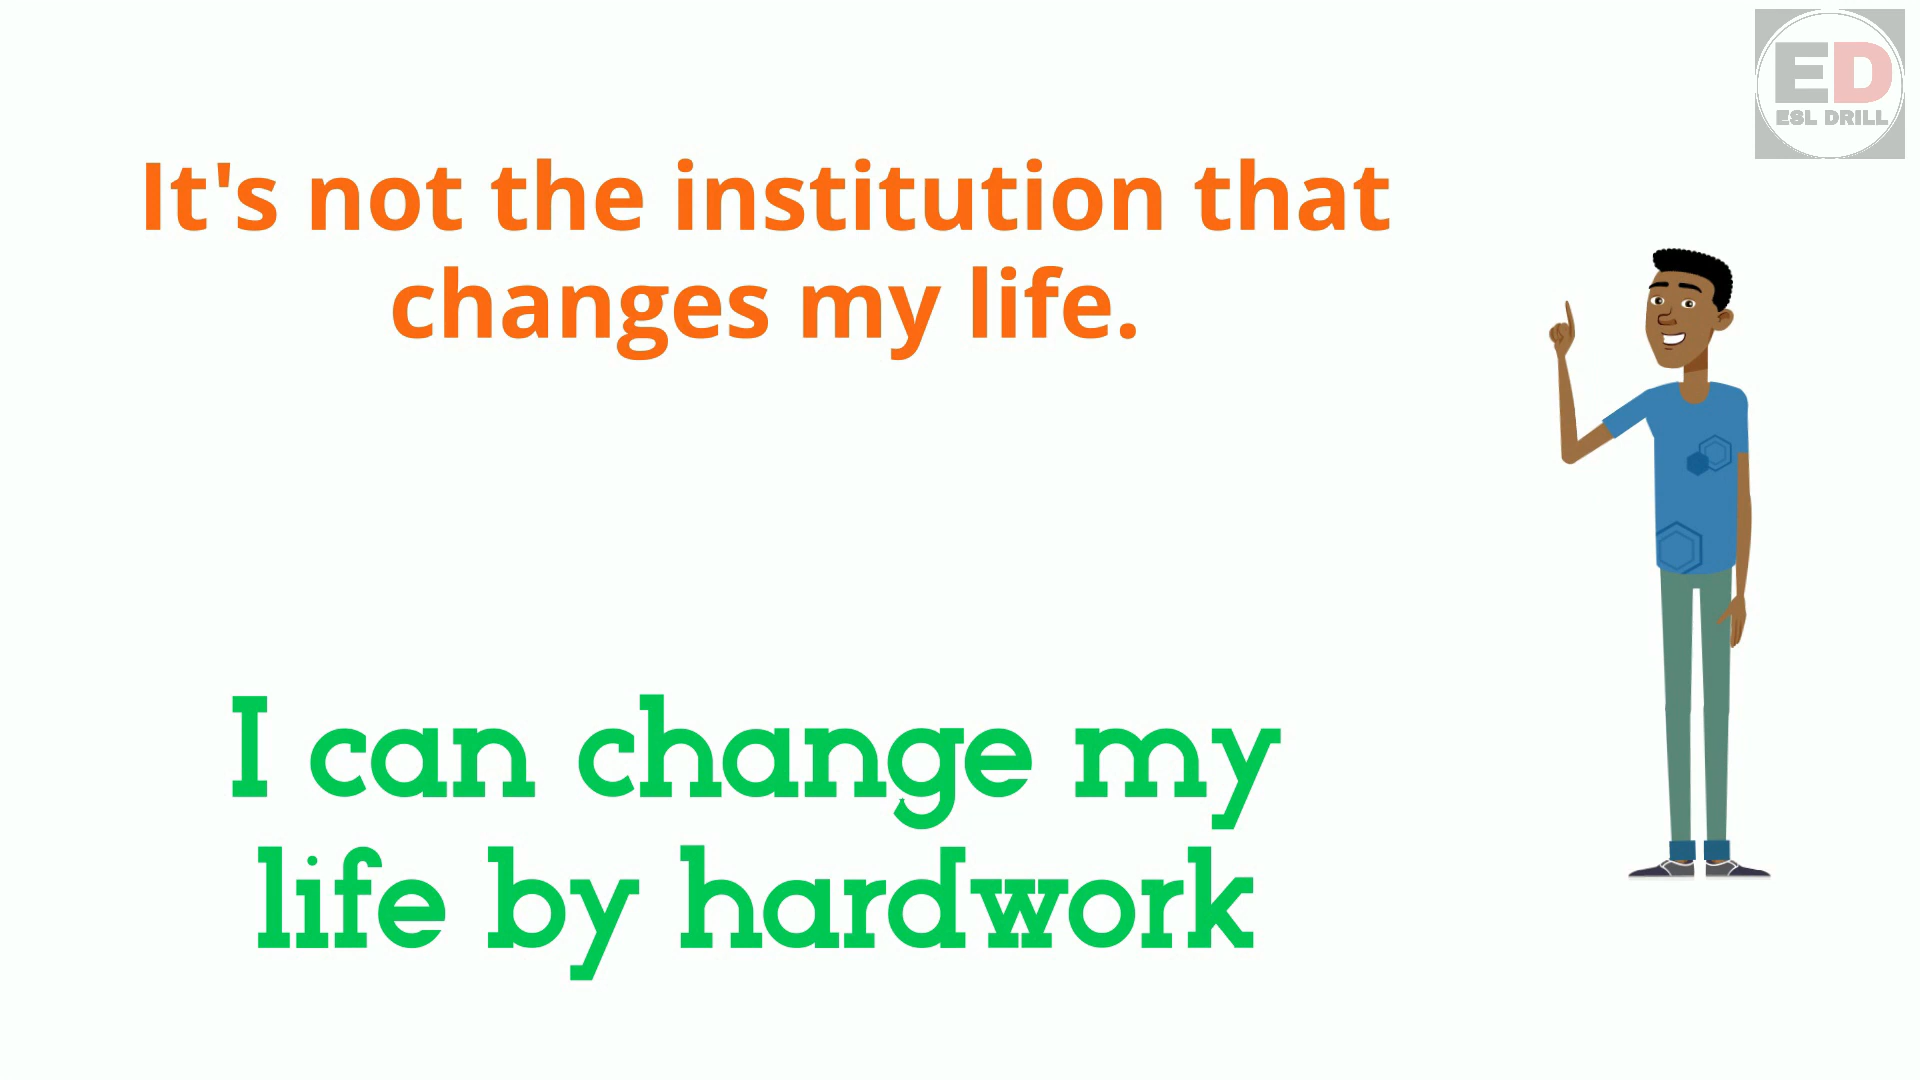 ED
ESL DRILL
It's not the institution that
changes my life.
I can change my
life by hardwork